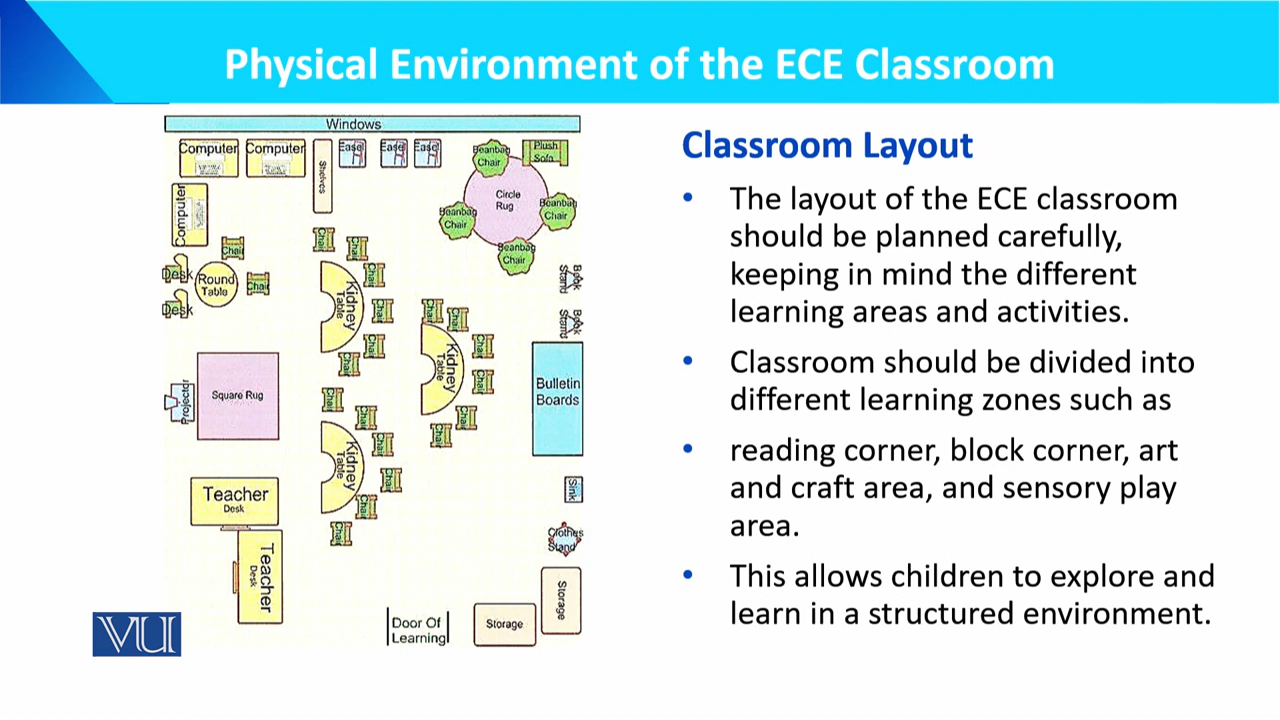 Physical Environment of the ECE Classroom
Windows
Computer
Computer
Shelves
Easel
Easel
Easel
Beanbag
Chair
Plush
Sofa
Computer
Circle
Rug
Beanbag
Chair
Beanbag
Chair
Beanbag
Chair
Chair
Chair
Chair
Chair
Desk
Round
Table
Chair
Desk
Kidney
Table
Chair
Chair
Chair
Chair
Book
Stand
Book
Stand
Chair
Chair
Chair
Kidney
Table
Chair
Chair
Chair
Bulletin
Boards
Projector
Square Rug
Chair
Chair
Chair
Kidney
Table
Chair
Chair
Chair
Teacher
Desk
Teacher
Desk
Sink
Clothes
Stand
Storage
Storage
Door Of
Learning
VU
Classroom Layout
• The layout of the ECE classroom
should be planned carefully,
keeping in mind the different
learning areas and activities.
• Classroom should be divided into
different learning zones such as
• reading corner, block corner, art
and craft area, and sensory play
area.
• This allows children to explore and
learn in a structured environment.